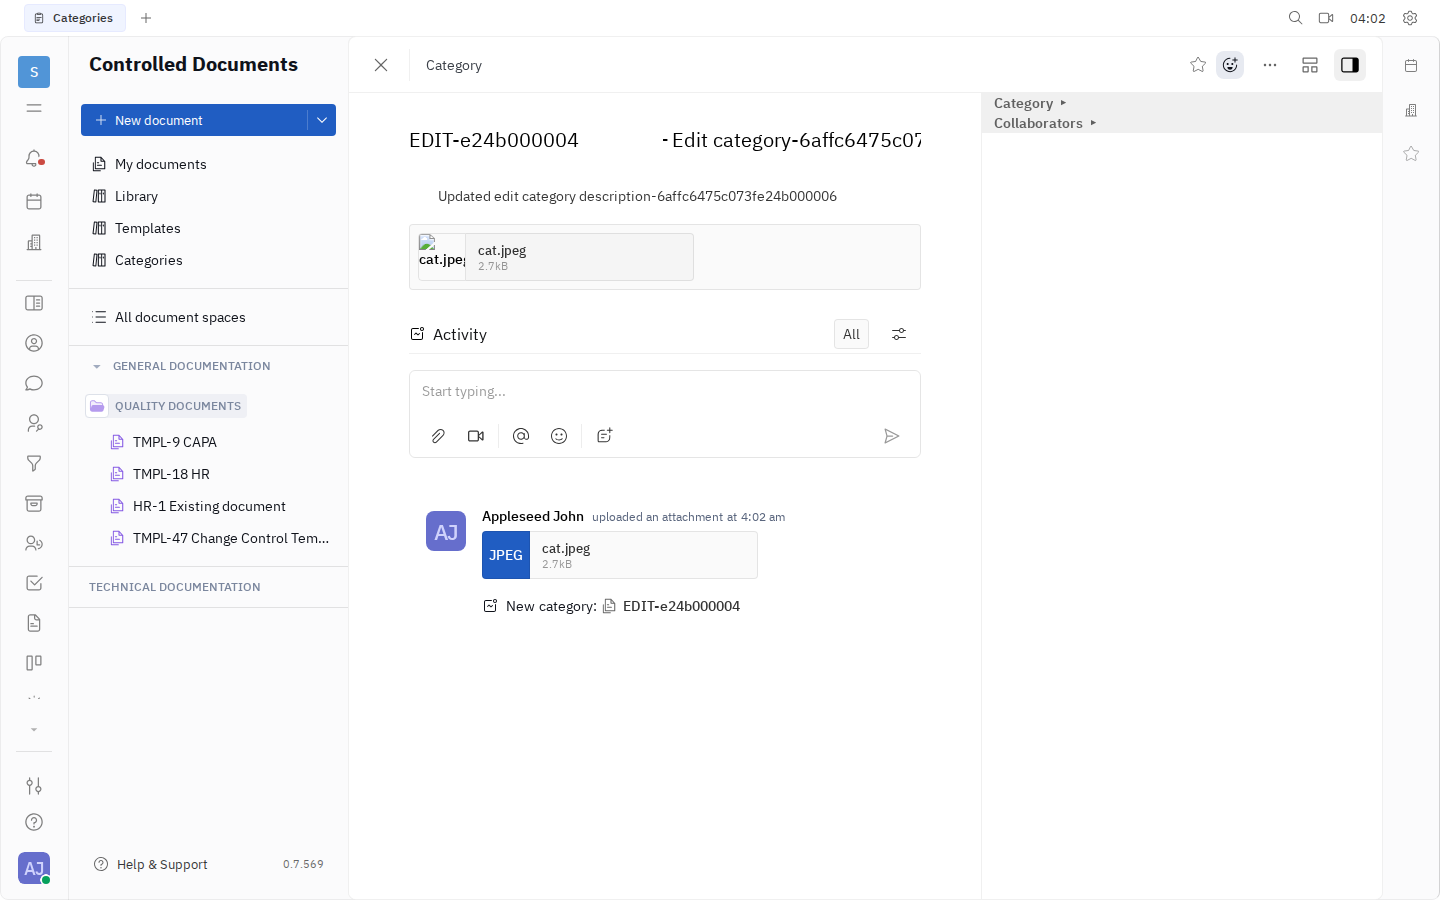 Categories
04:02
S
Controlled Documents
New document
My documents
Library
Templates
Categories
All document spaces
GENERAL DOCUMENTATION
QUALITY DOCUMENTS
TMPL-9 CAPA
TMPL-18 HR
HR-1 Existing document
TMPL-47 Change Control Tem...
TECHNICAL DOCUMENTATION
Help & Support 0.7.569
AJ
Category
EDIT-e24b000004 - Edit category-6affc6475c07
Updated edit category description-6affc6475c073fe24b000006
cat.jpeg
cat.jpeg
2.7kB
Activity All
Start typing...
AJ
Appleseed John uploaded an attachment at 4:02 am
JPEG
cat.jpeg
2.7kB
New category: EDIT-e24b000004
Category
Collaborators